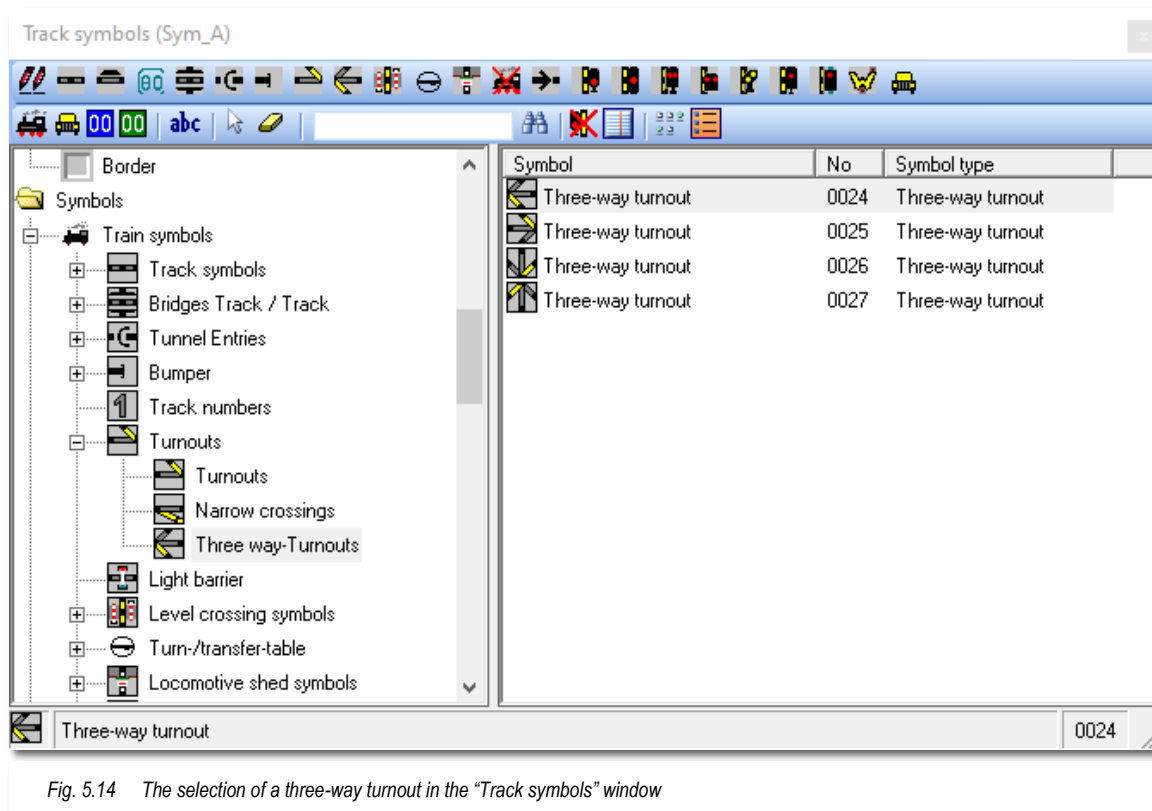 Track symbols (Sym_A)
80
00 00 abc
Border
Symbols
Train symbols
Track symbols
Bridges Track / Track
Tunnel Entries
Bumper
1 Track numbers
Turnouts
Turnouts
Narrow crossings
Three way-Turnouts
Light barrier
Level crossing symbols
Turn-/transfer-table
Locomotive shed symbols
Symbol No Symbol type
Three-way turnout 0024 Three-way turnout
Three-way turnout 0025 Three-way turnout
Three-way turnout 0026 Three-way turnout
Three-way turnout 0027 Three-way turnout
Three-way turnout 0024
Fig. 5.14 The selection of a three-way turnout in the “Track symbols” window